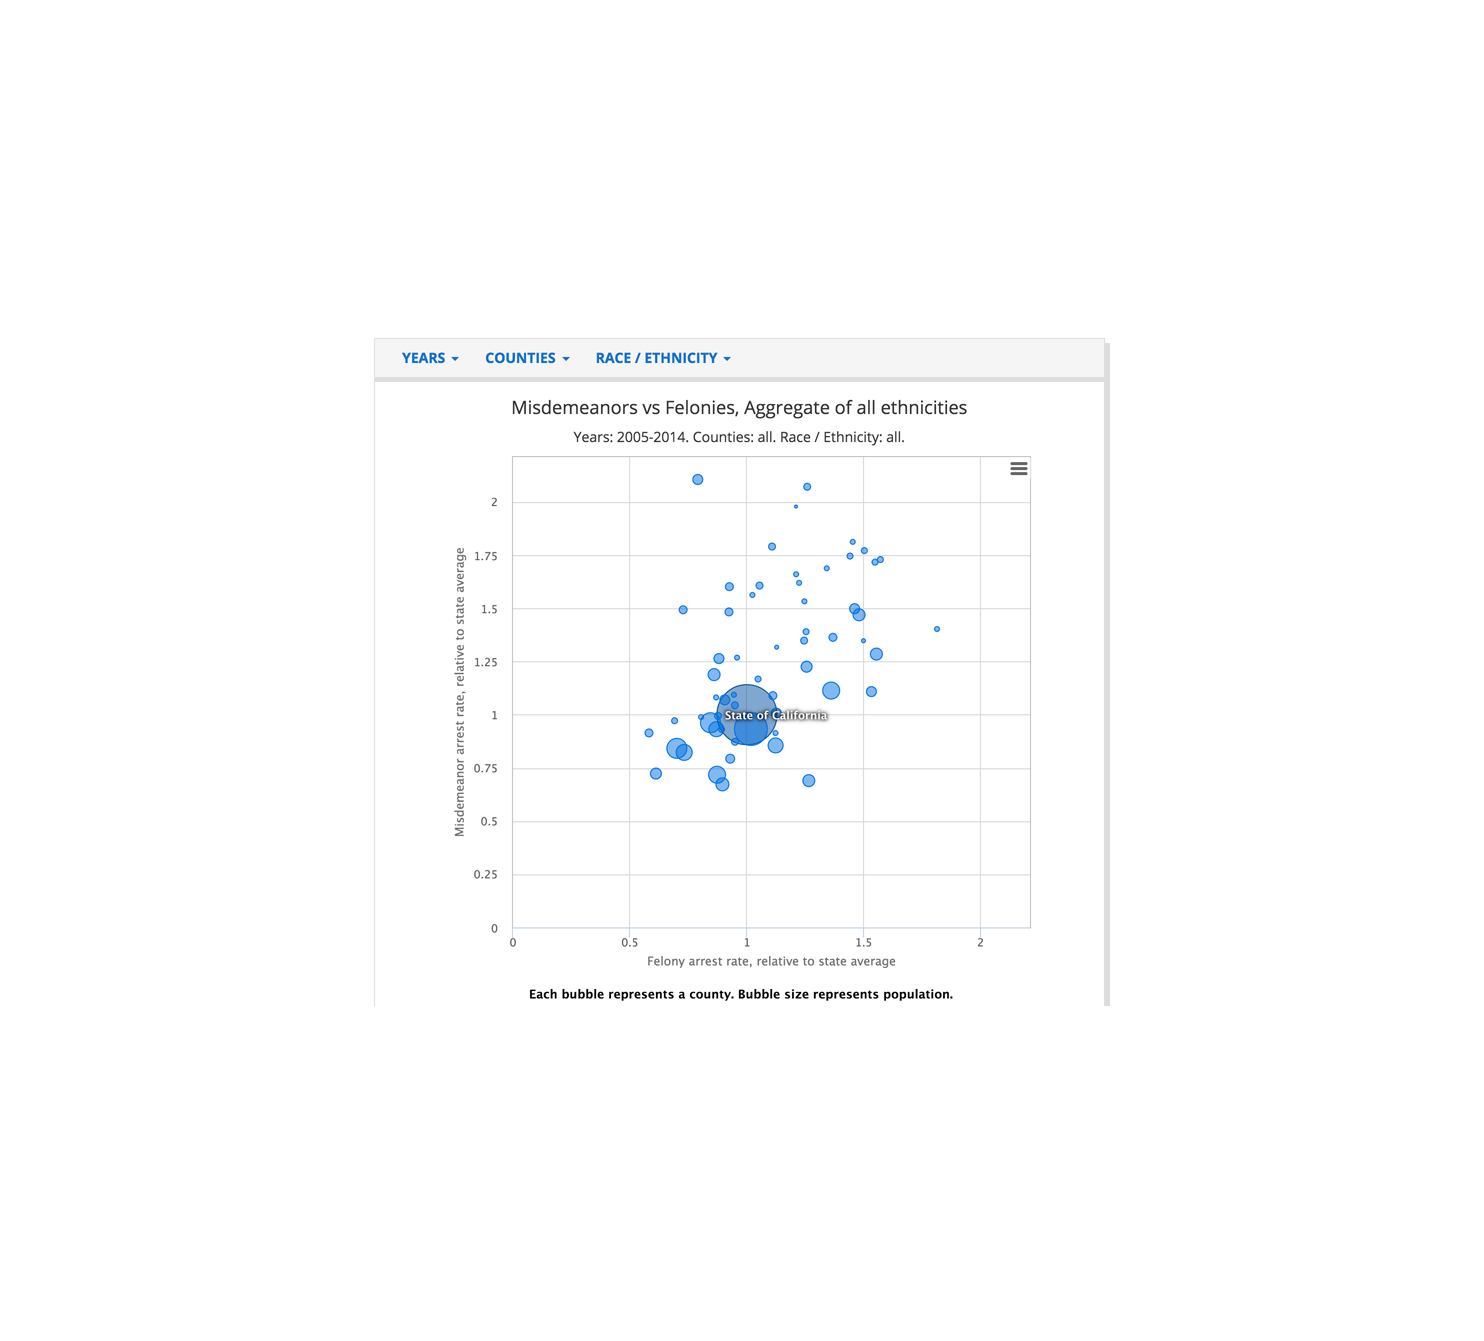 YEARS COUNTIES RACE / ETHNICITY
Misdemeanors vs Felonies, Aggregate of all ethnicities
Years: 2005-2014. Counties: all. Race / Ethnicity: all.
Misdemeanor arrest rate, relative to state average
2
1.75
1.5
1.25
1
0.75
0.5
0.25
0
State of California
0 0.5 1 1.5 2
Felony arrest rate, relative to state average
Each bubble represents a county. Bubble size represents population.